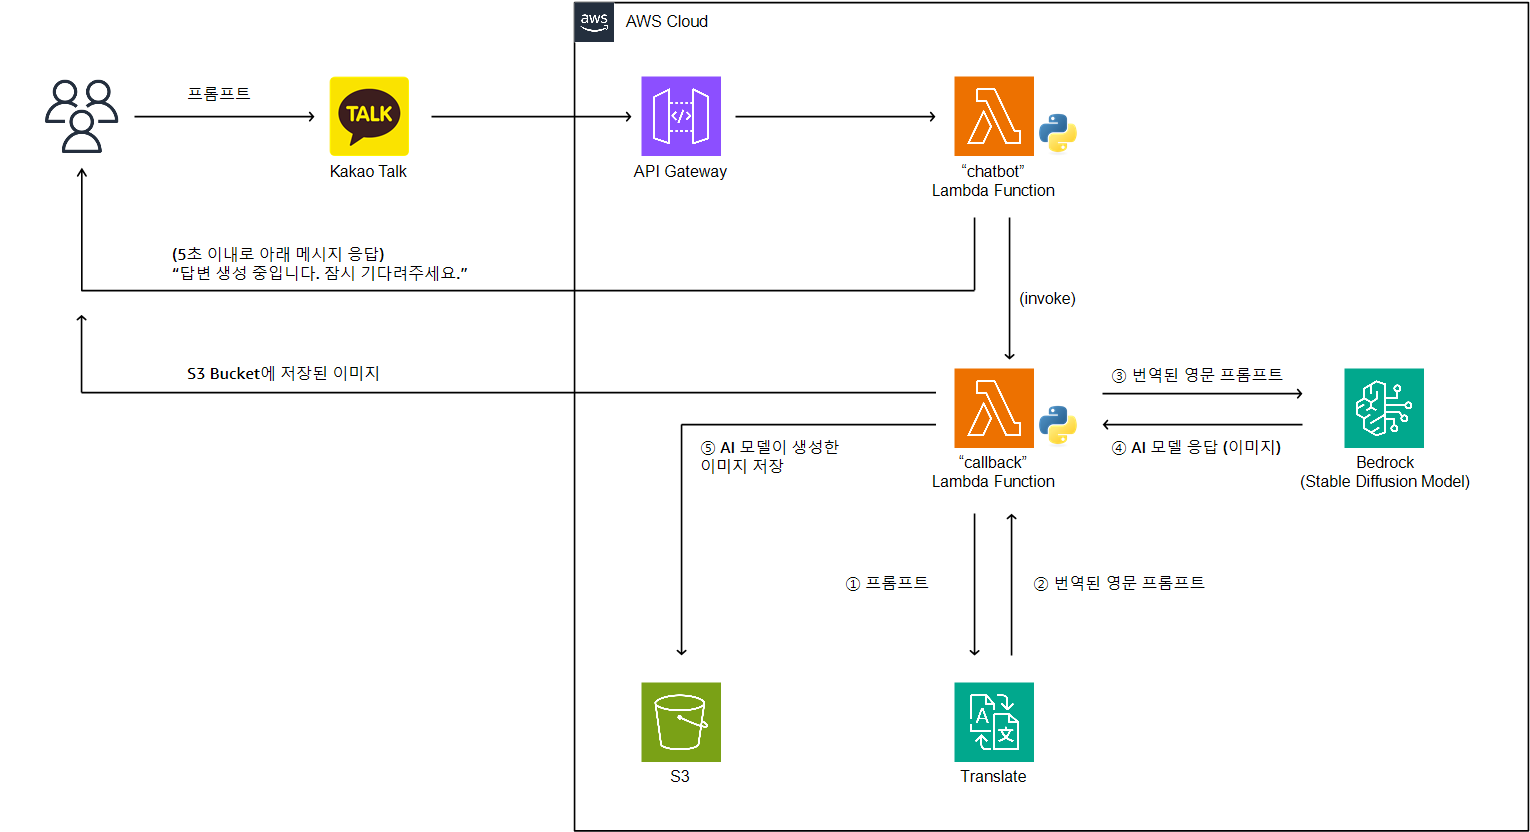 aws
AWS Cloud
프롬프트
TALK
Kakao Talk
</>
API Gateway
“chatbot”
Lambda Function
(5초 이내로 아래 메시지 응답)
“답변 생성 중입니다. 잠시 기다려주세요.”
(invoke)
S3 Bucket에 저장된 이미지
③ 번역된 영문 프롬프트
④ AI 모델 응답 (이미지)
⑤ AI 모델이 생성한
이미지 저장
“callback”
Lambda Function
Bedrock
(Stable Diffusion Model)
① 프롬프트
② 번역된 영문 프롬프트
A
文
S3
Translate